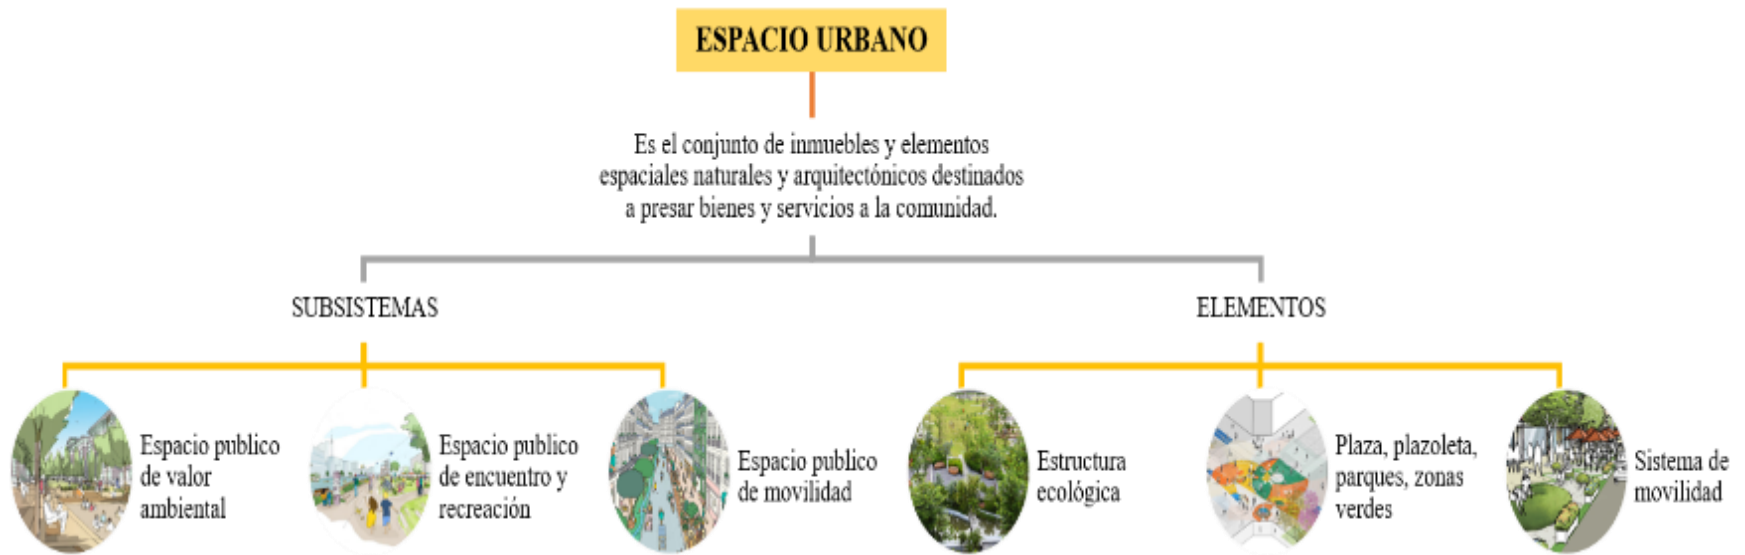 ESPACIO URBANO
Es el conjunto de inmuebles y elementos
espaciales naturales y arquitectónicos destinados
a presar bienes y servicios a la comunidad.
SUBSISTEMAS
ELEMENTOS
Espacio publico
de valor
ambiental
Espacio publico
de encuentro y
recreación
Espacio publico
de movilidad
Estructura
ecológica
Plaza, plazoleta,
parques, zonas
verdes
Sistema de
movilidad